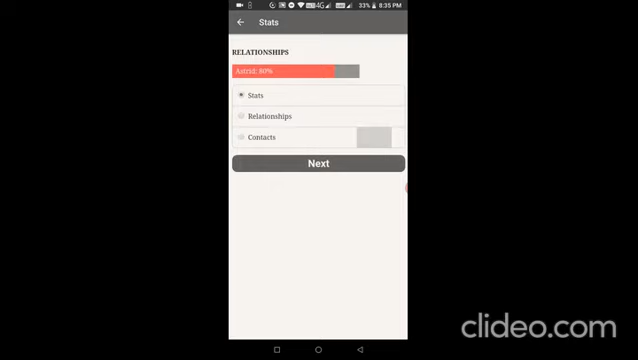 33% 8:35 PM
Stats
RELATIONSHIPS
Astrid: 80%
Stats
Relationships
Contacts
Next
clideo.com